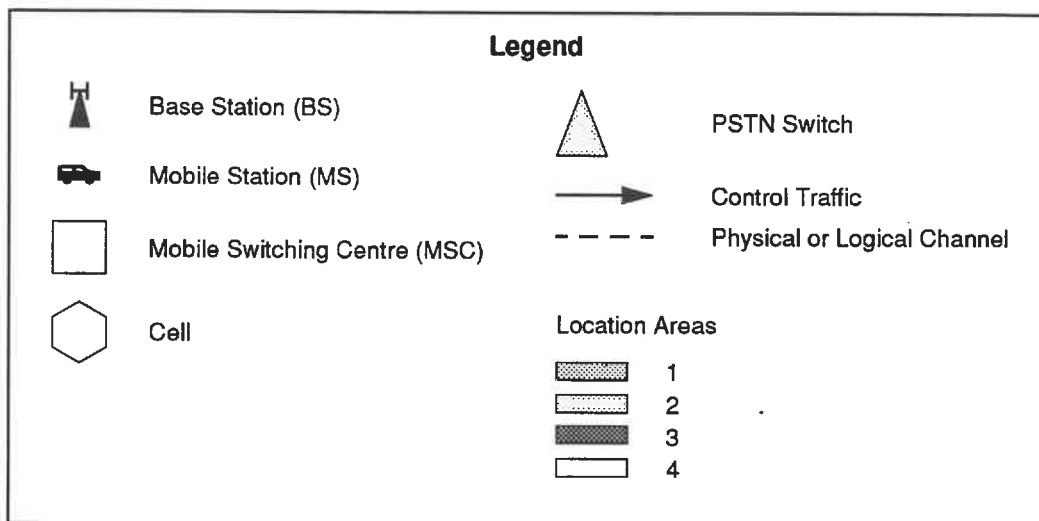 Legend
Base Station (BS)
Mobile Station (MS)
Mobile Switching Centre (MSC)
Cell
PSTN Switch
Control Traffic
Physical or Logical Channel
Location Areas
1
2
3
4